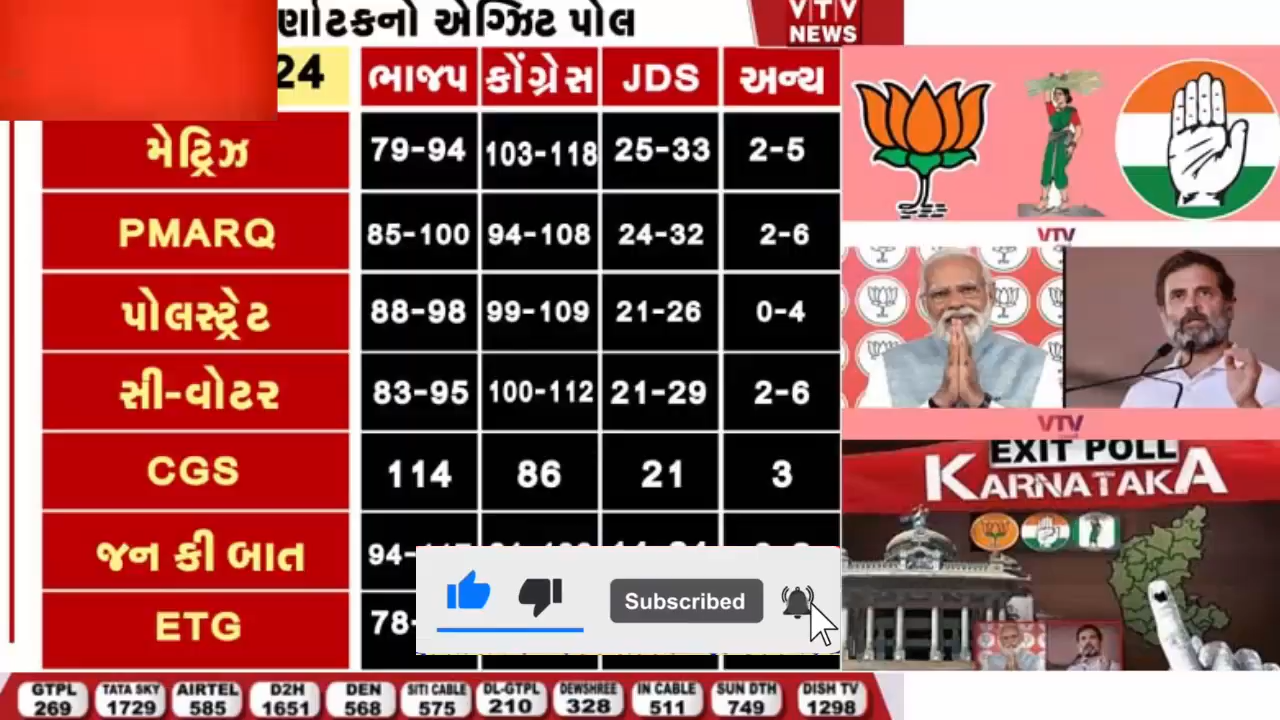 ર્ણાટકનો એગ્ઝિટ પોલ
VTV
NEWS
24 ભાજપ કોંગ્રેસ JDS અન્ય
મેટ્રિઝ 79-94 103-118 25-33 2-5
PMARQ 85-100 94-108 24-32 2-6
પોલસ્ટ્રેટ 88-98 99-109 21-26 0-4
સી-વોટર 83-95 100-112 21-29 2-6
CGS 114 86 21 3
જન કી બાત 94-
ETG 78-
Subscribed
VTV
VTV
EXIT POLL
KARNATAKA
GTPL TATA SKY AIRTEL D2H DEN SITI CABLE DL-GTPL DEWSHREE IN CABLE SUN DTH DISH TV
269 1729 585 1651 568 575 210 328 511 749 1298